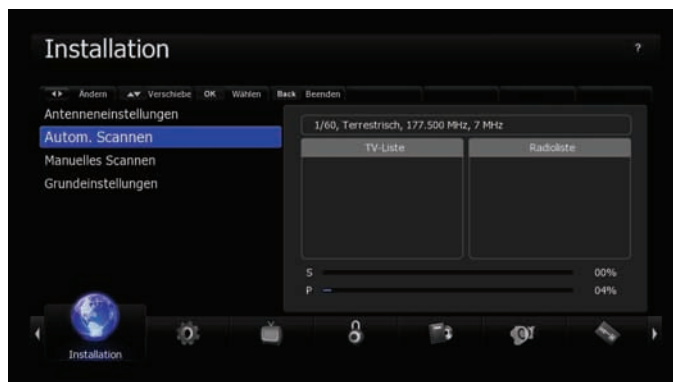 Installation
?
Ändern Verschiebe OK Wählen Back Beenden
Antenneneinstellungen
Autom. Scannen
Manuelles Scannen
Grundeinstellungen
1/60, Terrestrisch, 177.500 MHz, 7 MHz
TV-Liste Radioliste
S 00%
P 04%
Installation